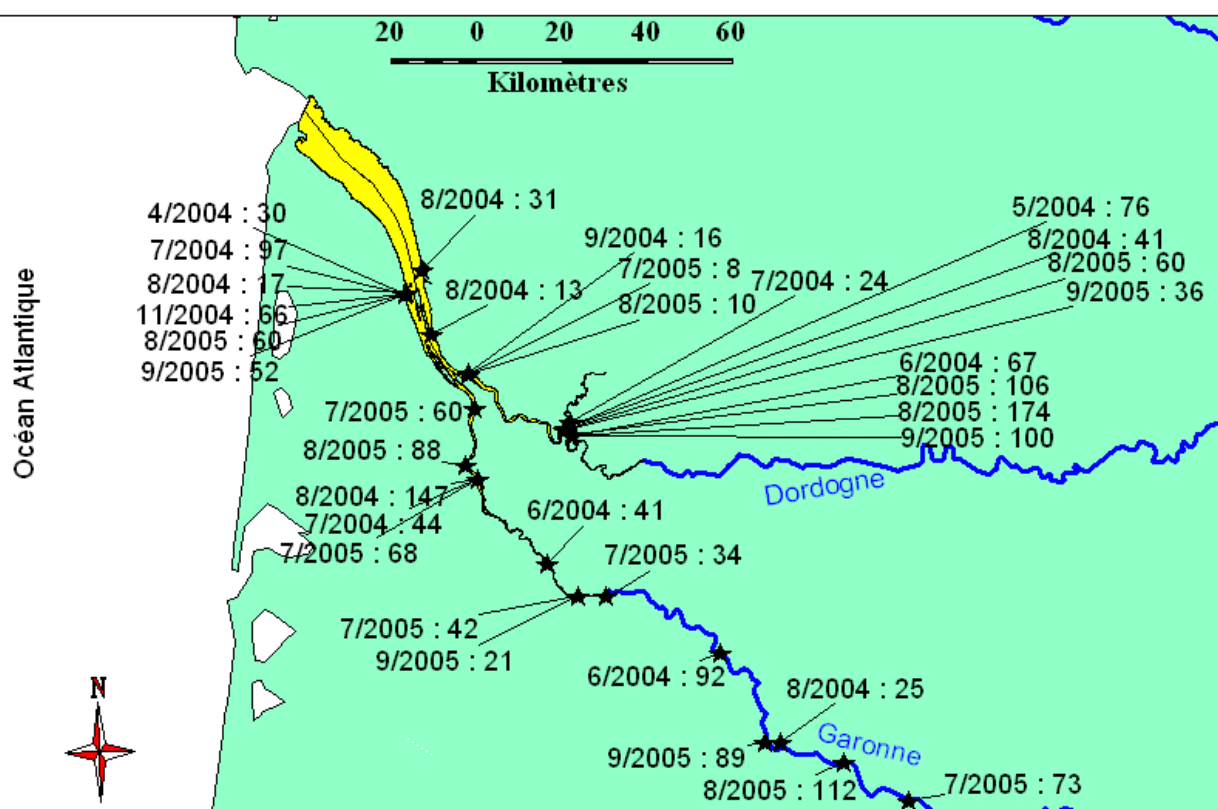 20 0 20 40 60
Kilomètres
8/2004 : 31
4/2004 : 30
7/2004 : 97
8/2004 : 17
11/2004 : 66
8/2005 : 60
9/2005 : 52
9/2004 : 16
7/2005 : 8
8/2005 : 10
8/2004 : 13
7/2004 : 24
5/2004 : 76
8/2004 : 41
8/2005 : 60
9/2005 : 36
6/2004 : 67
8/2005 : 106
8/2005 : 174
9/2005 : 100
Océan Atlantique
7/2005 : 60
8/2005 : 88
8/2004 : 147
7/2004 : 44
7/2005 : 68
Dordogne
6/2004 : 41
7/2005 : 34
7/2005 : 42
9/2005 : 21
6/2004 : 92
8/2004 : 25
N
Garonne
9/2005 : 89
8/2005 : 112
7/2005 : 73